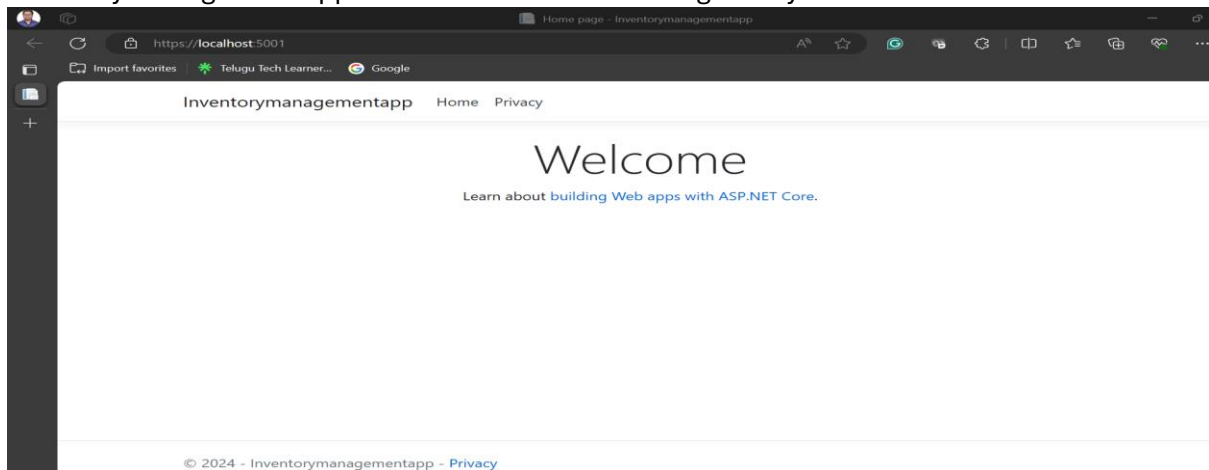 Home page - Inventorymanagementapp
https://localhost:5001
Import favorites Telugu Tech Learner... Google
Inventorymanagementapp Home Privacy
Welcome
Learn about building Web apps with ASP.NET Core.
© 2024 - Inventorymanagementapp - Privacy